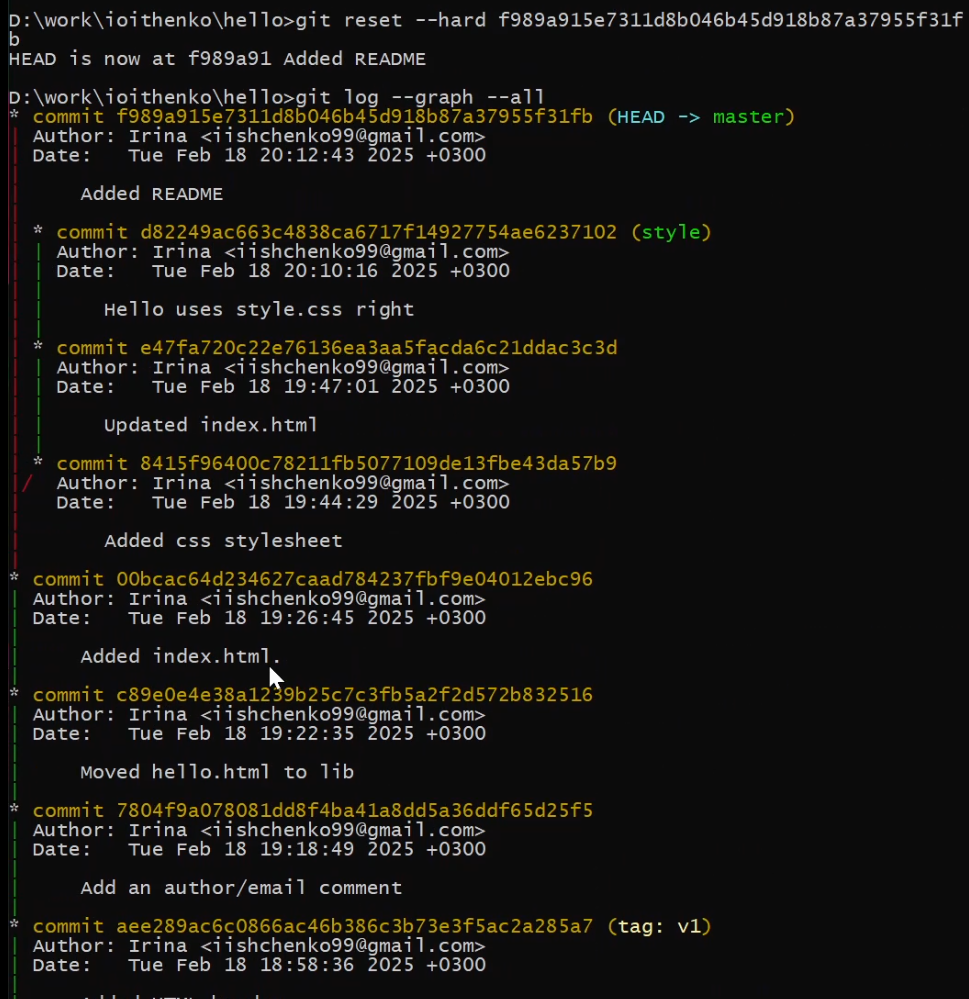 D:\work\ioithenko\hello>git reset --hard f989a915e7311d8b046b45d918b87a37955f31f
b
HEAD is now at f989a91 Added README
D:\work\ioithenko\hello>git log --graph --all
* commit f989a915e7311d8b046b45d918b87a37955f31fb (HEAD -> master)
| Author: Irina <iishchenko99@gmail.com>
| Date:   Tue Feb 18 20:12:43 2025 +0300
|
|     Added README
|
| * commit d82249ac663c4838ca6717f14927754ae6237102 (style)
| | Author: Irina <iishchenko99@gmail.com>
| | Date:   Tue Feb 18 20:10:16 2025 +0300
| |
| |     Hello uses style.css right
| |
| * commit e47fa720c22e76136ea3aa5facda6c21ddac3c3d
| | Author: Irina <iishchenko99@gmail.com>
| | Date:   Tue Feb 18 19:47:01 2025 +0300
| |
| |     Updated index.html
| |
| * commit 8415f96400c78211fb5077109de13fbe43da57b9
|/  Author: Irina <iishchenko99@gmail.com>
|   Date:   Tue Feb 18 19:44:29 2025 +0300
|
|       Added css stylesheet
|
* commit 00bcac64d234627caad784237fbf9e04012ebc96
| Author: Irina <iishchenko99@gmail.com>
| Date:   Tue Feb 18 19:26:45 2025 +0300
|
|     Added index.html.
|
* commit c89e0e4e38a1239b25c7c3fb5a2f2d572b832516
| Author: Irina <iishchenko99@gmail.com>
| Date:   Tue Feb 18 19:22:35 2025 +0300
|
|     Moved hello.html to lib
|
* commit 7804f9a078081dd8f4ba41a8dd5a36ddf65d25f5
| Author: Irina <iishchenko99@gmail.com>
| Date:   Tue Feb 18 19:18:49 2025 +0300
|
|     Add an author/email comment
|
* commit aee289ac6c0866ac46b386c3b73e3f5ac2a285a7 (tag: v1)
| Author: Irina <iishchenko99@gmail.com>
| Date:   Tue Feb 18 18:58:36 2025 +0300
|